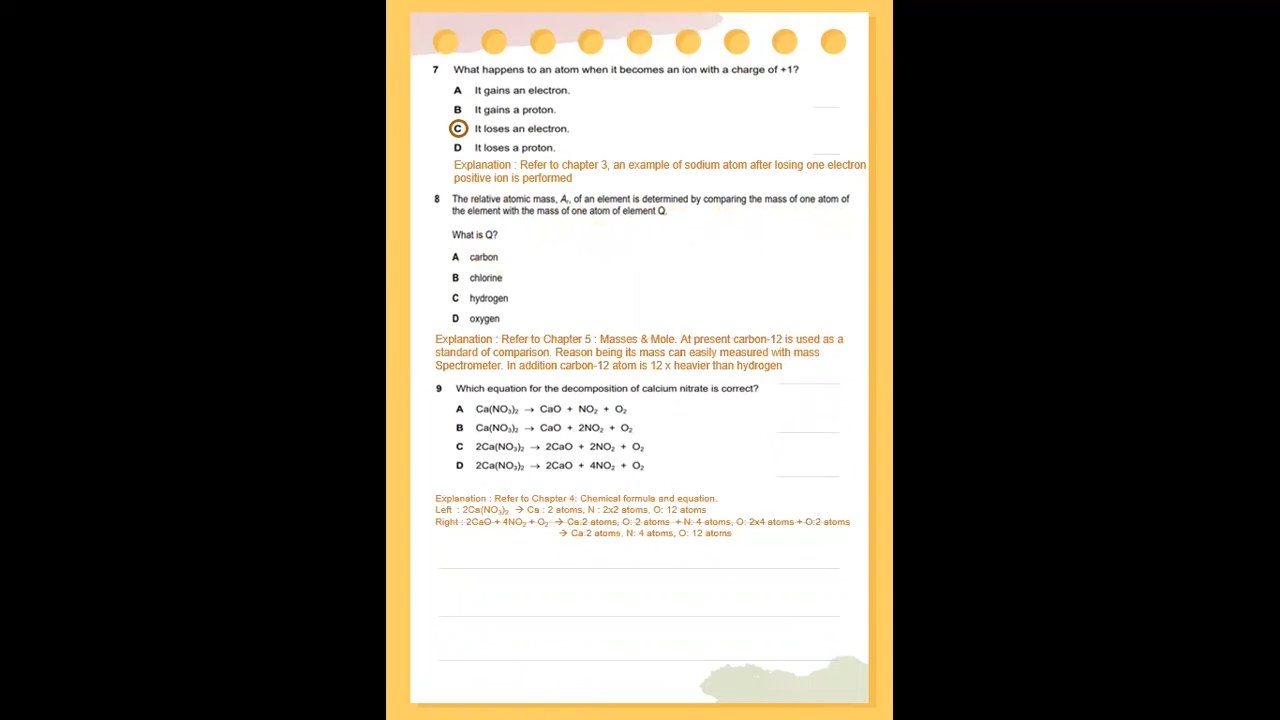 7 What happens to an atom when it becomes an ion with a charge of +1?
A It gains an electron.
B It gains a proton.
C It loses an electron.
D It loses a proton.
Explanation : Refer to chapter 3, an example of sodium atom after losing one electron
positive ion is performed
8 The relative atomic mass, Aᵣ, of an element is determined by comparing the mass of one atom of
the element with the mass of one atom of element Q.
What is Q?
A carbon
B chlorine
C hydrogen
D oxygen
Explanation : Refer to Chapter 5 : Masses & Mole. At present carbon-12 is used as a
standard of comparison. Reason being its mass can easily measured with mass
Spectrometer. In addition carbon-12 atom is 12 x heavier than hydrogen
9 Which equation for the decomposition of calcium nitrate is correct?
A Ca(NO₃)₂ → CaO + NO₂ + O₂
B Ca(NO₃)₂ → CaO + 2NO₂ + O₂
C 2Ca(NO₃)₂ → 2CaO + 2NO₂ + O₂
D 2Ca(NO₃)₂ → 2CaO + 4NO₂ + O₂
Explanation : Refer to Chapter 4: Chemical formula and equation.
Left : 2Ca(NO₃)₂ → Ca : 2 atoms, N : 2x2 atoms, O: 12 atoms
Right : 2CaO + 4NO₂ + O₂ → Ca:2 atoms, O: 2 atoms + N: 4 atoms, O: 2x4 atoms + O:2 atoms
→ Ca:2 atoms, N: 4 atoms, O: 12 atoms